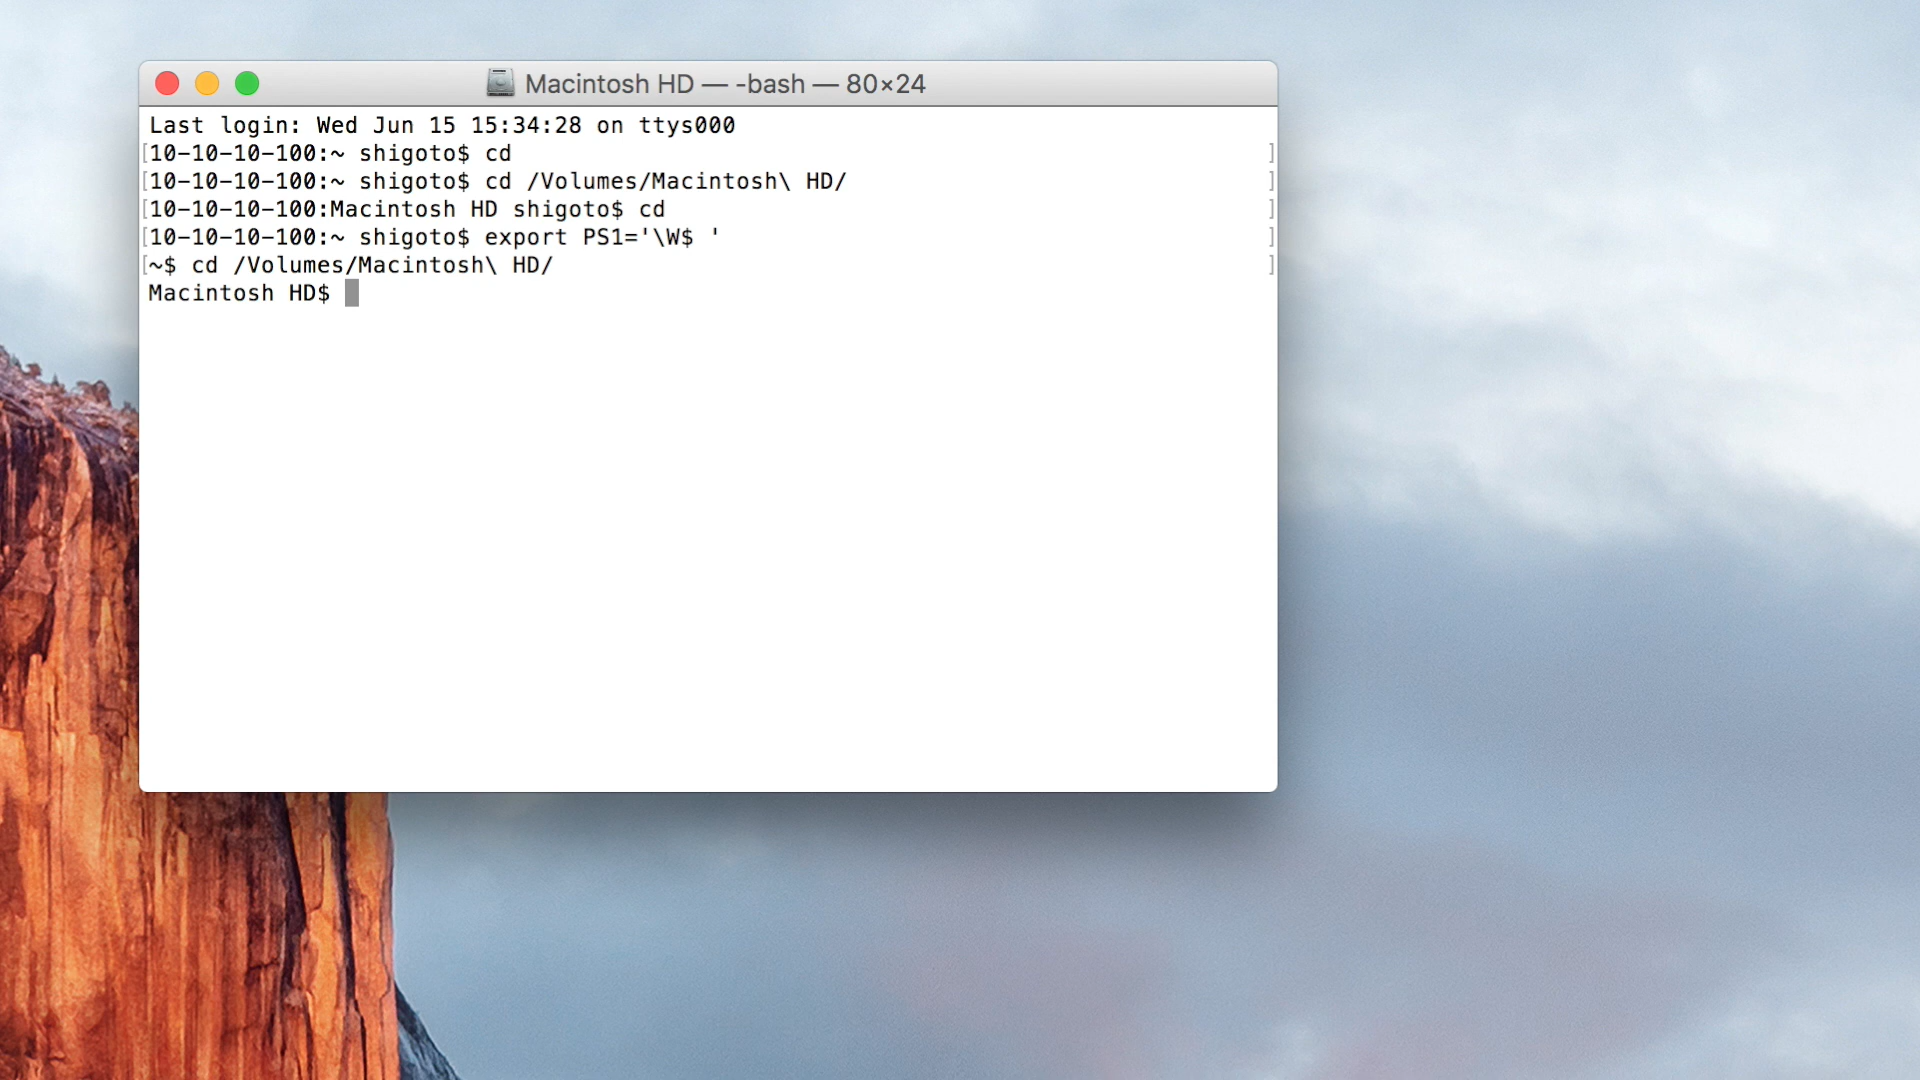 Macintosh HD — -bash — 80×24
Last login: Wed Jun 15 15:34:28 on ttys000
[10-10-10-100:~ shigoto$ cd ]
[10-10-10-100:~ shigoto$ cd /Volumes/Macintosh\ HD/ ]
[10-10-10-100:Macintosh HD shigoto$ cd ]
[10-10-10-100:~ shigoto$ export PS1='\W$ ' ]
[~$ cd /Volumes/Macintosh\ HD/ ]
Macintosh HD$